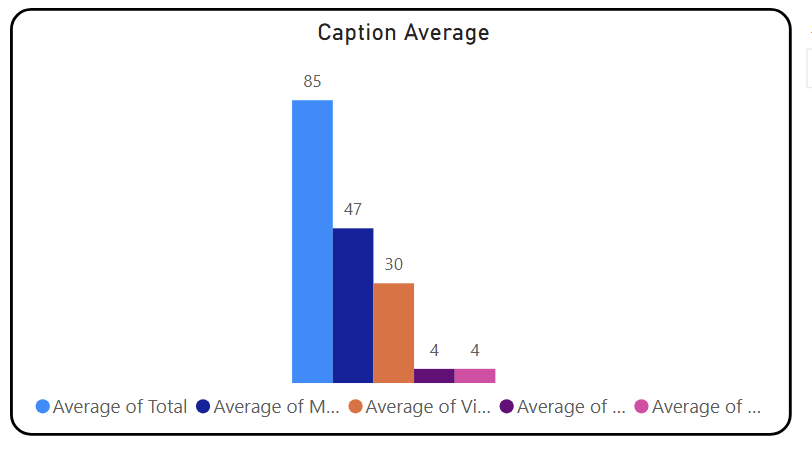 Caption Average
85
47
30
4 4
Average of Total Average of M... Average of Vi... Average of ... Average of ...